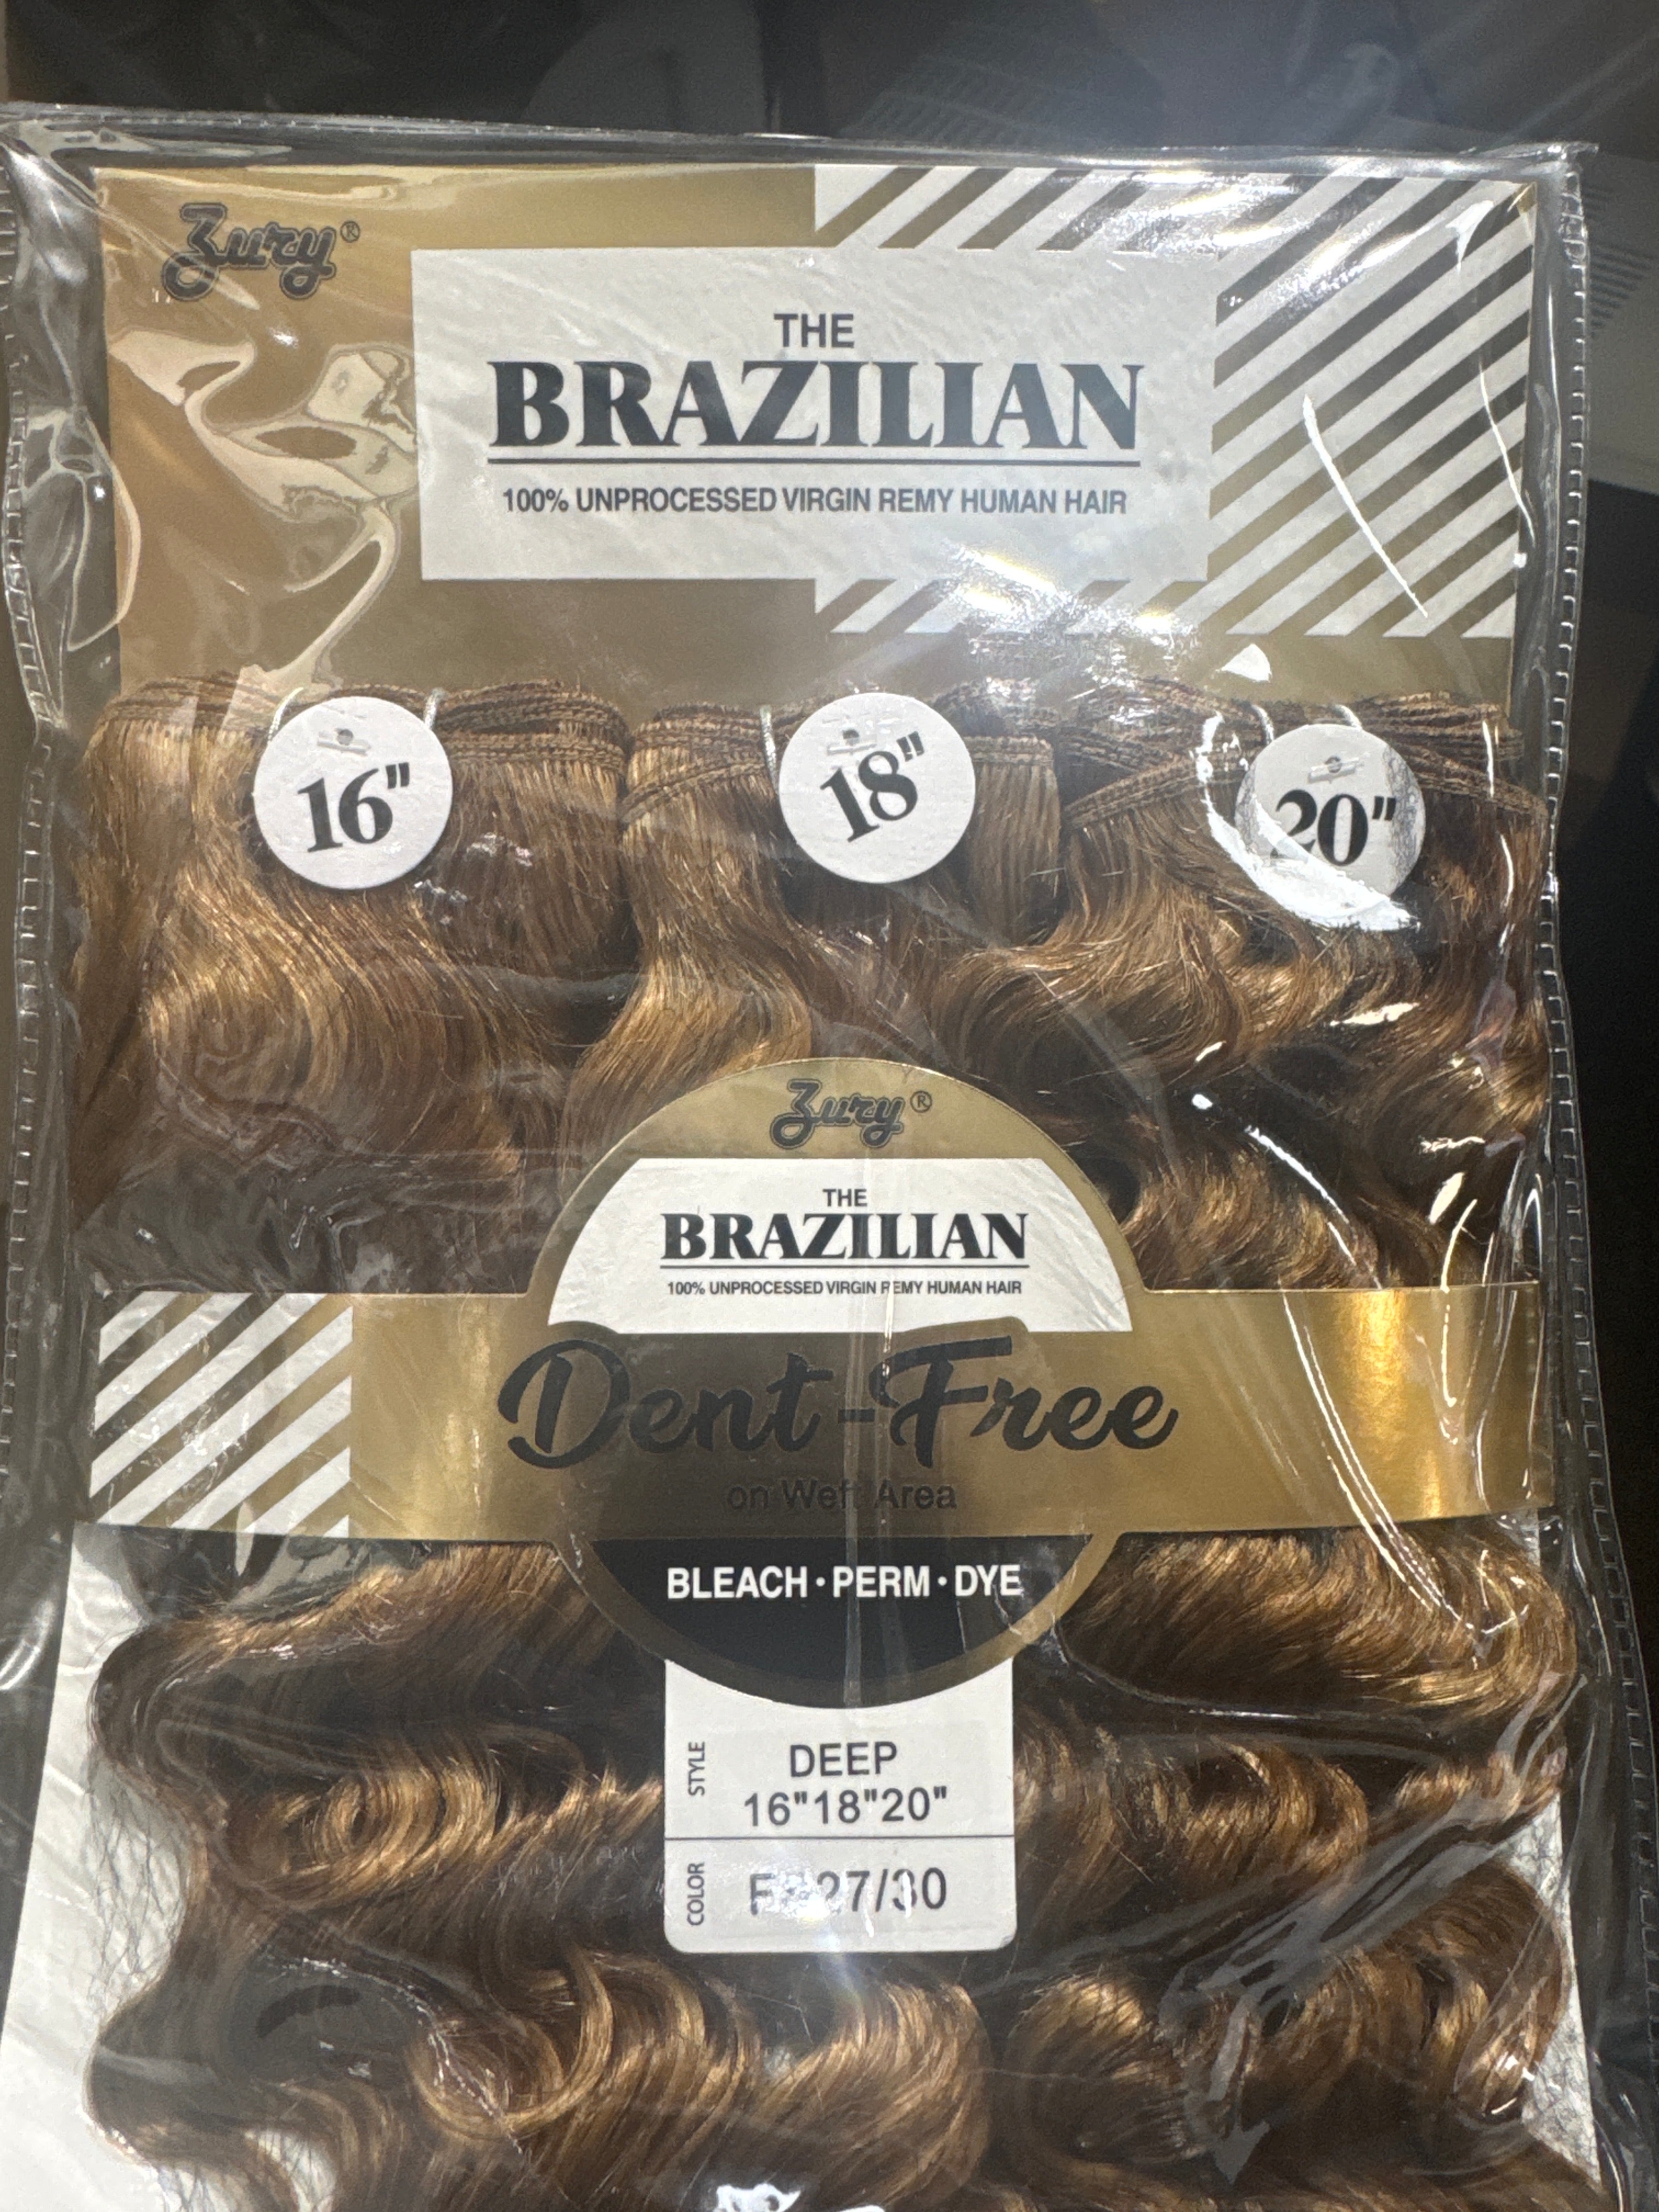 Zury®
THE
BRAZILIAN
100% UNPROCESSED VIRGIN REMY HUMAN HAIR
16" 18" 20"
Zury®
THE
BRAZILIAN
100% UNPROCESSED VIRGIN REMY HUMAN HAIR
Dent-Free
on Weft Area
BLEACH • PERM • DYE
STYLE
DEEP
16"18"20"
COLOR